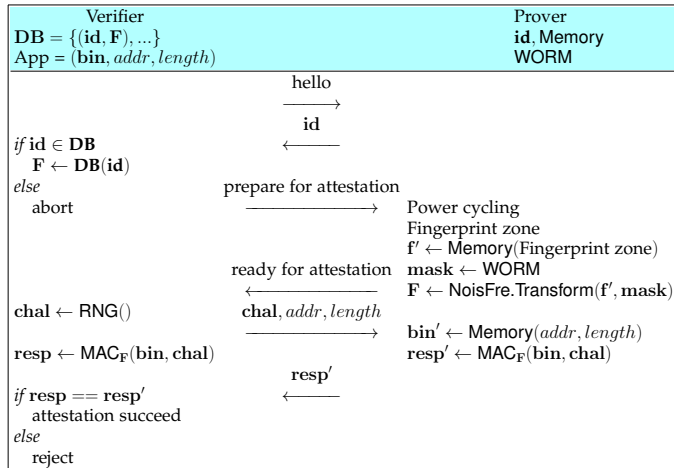 Verifier Prover
DB = {(id, F), ...} id, Memory
App = (bin, addr, length) WORM
hello
id
if id ∈ DB
F ← DB(id)
else prepare for attestation
abort Power cycling
Fingerprint zone
f′ ← Memory(Fingerprint zone)
ready for attestation mask ← WORM
F ← NoisFre.Transform(f′, mask)
chal ← RNG() chal, addr, length
bin′ ← Memory(addr, length)
resp ← MAC_F(bin, chal) resp′ ← MAC_F(bin, chal)
resp′
if resp == resp′
attestation succeed
else
reject